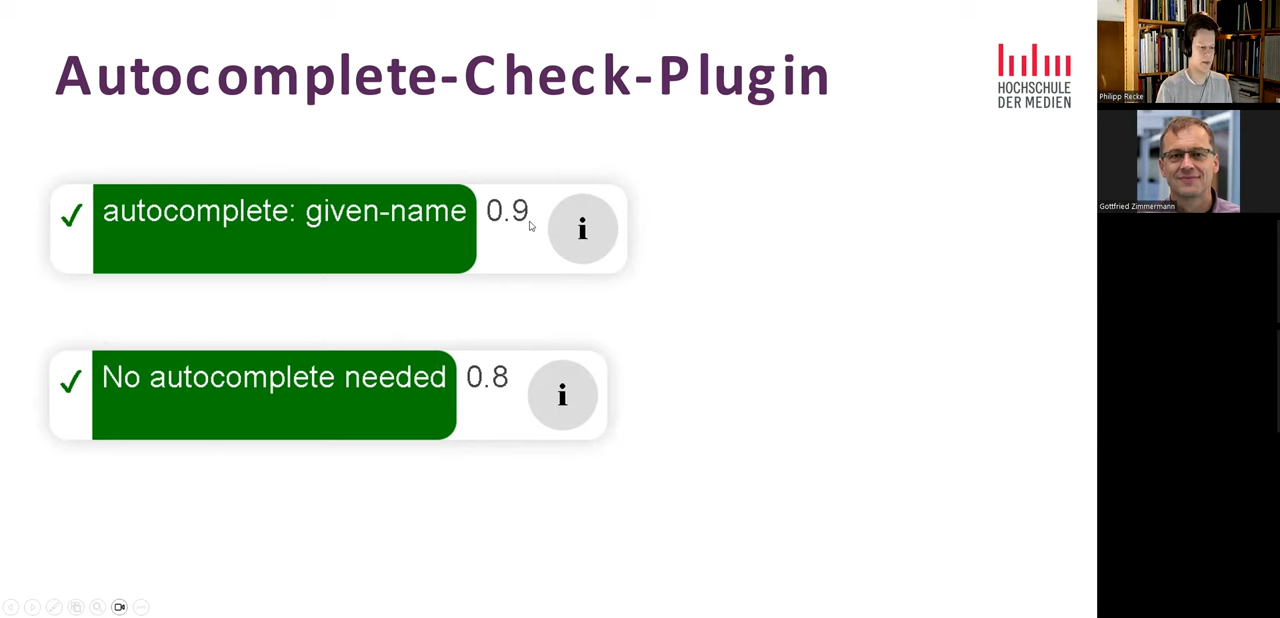 Autocomplete-Check-Plugin
HOCHSCHULE
DER MEDIEN
Philipp Recke
Gottfried Zimmermann
✓ autocomplete: given-name 0.9 i
✓ No autocomplete needed 0.8 i